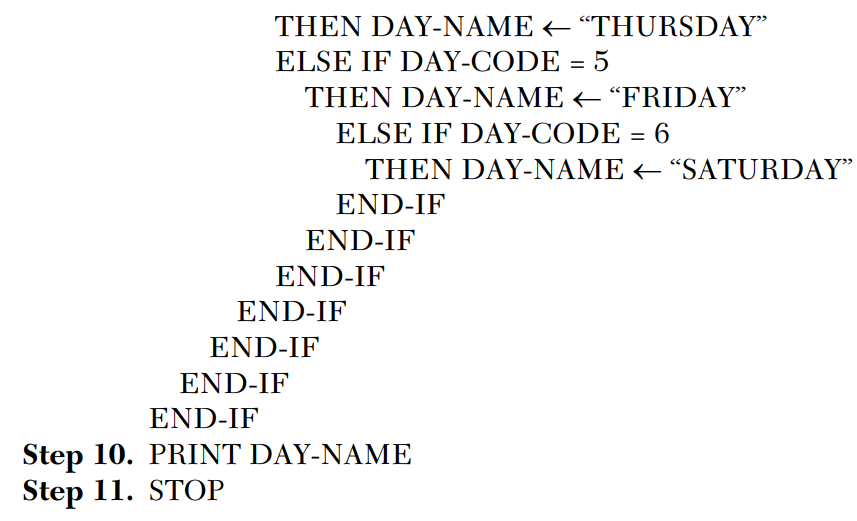 THEN DAY-NAME ← “THURSDAY”
ELSE IF DAY-CODE = 5
THEN DAY-NAME ← “FRIDAY”
ELSE IF DAY-CODE = 6
THEN DAY-NAME ← “SATURDAY”
END-IF
END-IF
END-IF
END-IF
END-IF
END-IF
END-IF
Step 10. PRINT DAY-NAME
Step 11. STOP